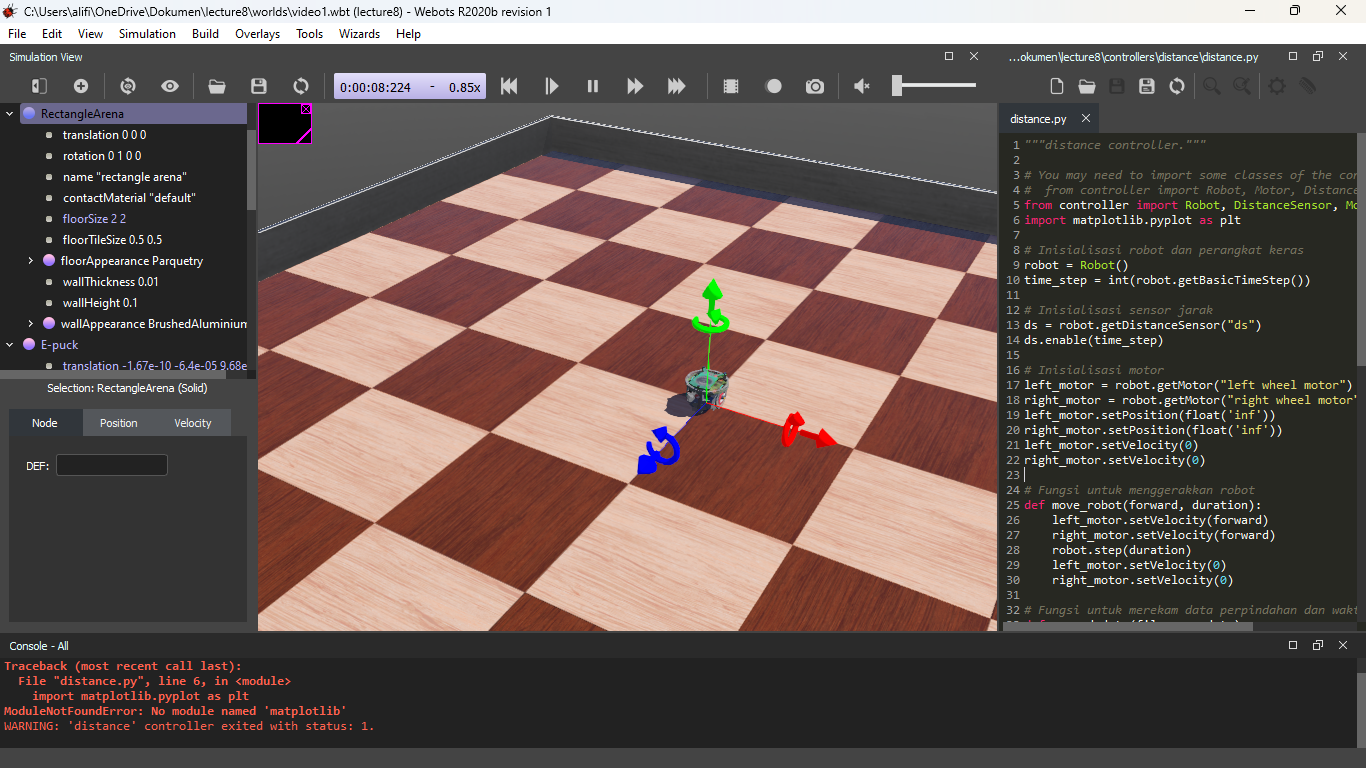 C:\Users\alifi\OneDrive\Dokumen\lecture8\worlds\video1.wbt (lecture8) - Webots R2020b revision 1
File Edit View Simulation Build Overlays Tools Wizards Help
Simulation View
0:00:08:224 - 0.85x
RectangleArena
translation 0 0 0
rotation 0 1 0 0
name "rectangle arena"
contactMaterial "default"
floorSize 2 2
floorTileSize 0.5 0.5
floorAppearance Parquetry
wallThickness 0.01
wallHeight 0.1
wallAppearance BrushedAluminium
E-puck
translation -1.67e-10 -6.4e-05 9.68e
Selection: RectangleArena (Solid)
Node Position Velocity
DEF:
...okumen\lecture8\controllers\distance\distance.py
distance.py
1 """distance controller."""
2
3 # You may need to import some classes of the con
4 #  from controller import Robot, Motor, Distance
5 from controller import Robot, DistanceSensor, Mo
6 import matplotlib.pyplot as plt
7
8 # Inisialisasi robot dan perangkat keras
9 robot = Robot()
10 time_step = int(robot.getBasicTimeStep())
11
12 # Inisialisasi sensor jarak
13 ds = robot.getDistanceSensor("ds")
14 ds.enable(time_step)
15
16 # Inisialisasi motor
17 left_motor = robot.getMotor("left wheel motor")
18 right_motor = robot.getMotor("right wheel motor"
19 left_motor.setPosition(float('inf'))
20 right_motor.setPosition(float('inf'))
21 left_motor.setVelocity(0)
22 right_motor.setVelocity(0)
23
24 # Fungsi untuk menggerakkan robot
25 def move_robot(forward, duration):
26     left_motor.setVelocity(forward)
27     right_motor.setVelocity(forward)
28     robot.step(duration)
29     left_motor.setVelocity(0)
30     right_motor.setVelocity(0)
31
32 # Fungsi untuk merekam data perpindahan dan wakt
Console - All
Traceback (most recent call last):
  File "distance.py", line 6, in <module>
    import matplotlib.pyplot as plt
ModuleNotFoundError: No module named 'matplotlib'
WARNING: 'distance' controller exited with status: 1.